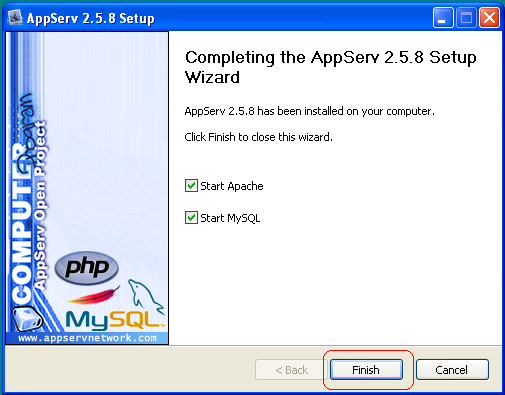 AppServ 2.5.8 Setup
Completing the AppServ 2.5.8 Setup
Wizard
AppServ 2.5.8 has been installed on your computer.
Click Finish to close this wizard.
Start Apache
Start MySQL
COMPUTER
program
AppServ Open Project
php
MySQL
www.appservnetwork.com
< Back
Finish
Cancel